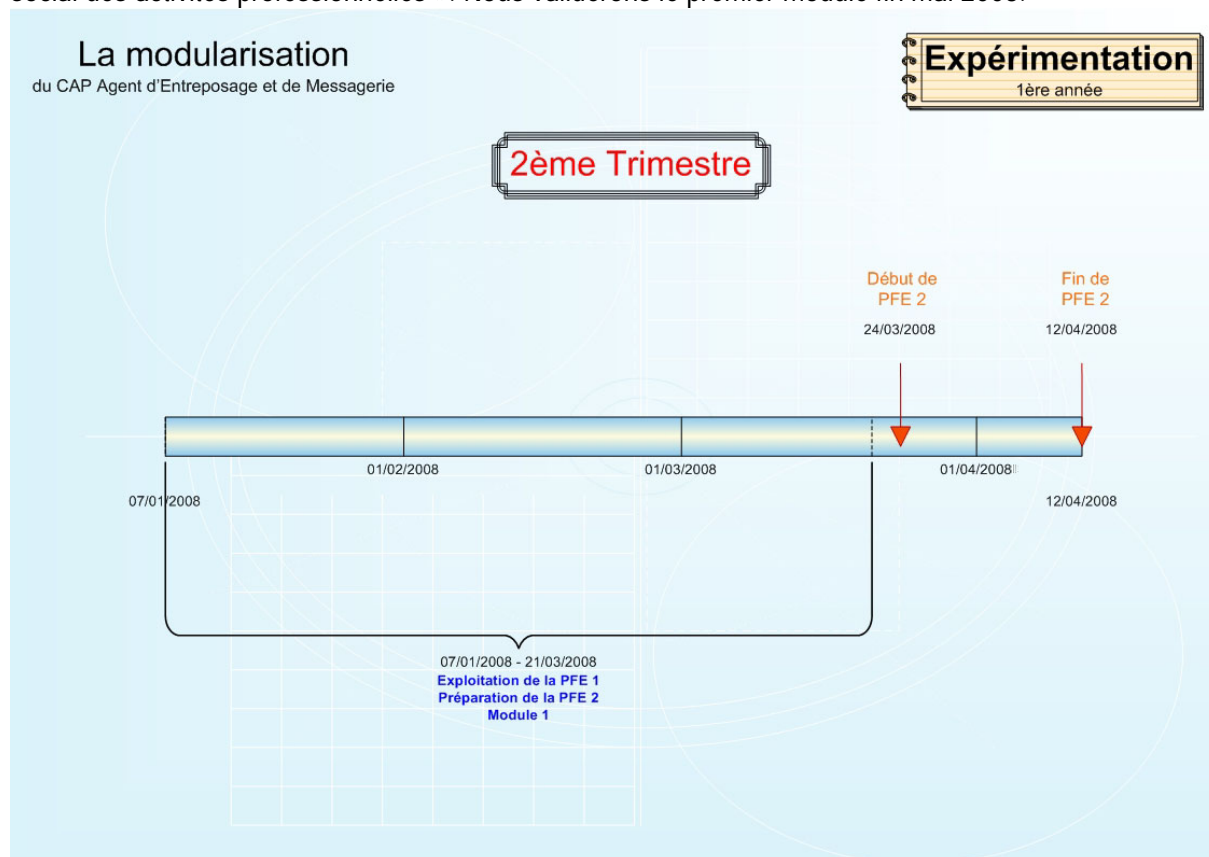 La modularisation
du CAP Agent d'Entreposage et de Messagerie
Expérimentation
1ère année
2ème Trimestre
Début de
PFE 2
24/03/2008
Fin de
PFE 2
12/04/2008
01/02/2008
01/03/2008
01/04/2008
07/01/2008
12/04/2008
07/01/2008 - 21/03/2008
Exploitation de la PFE 1
Préparation de la PFE 2
Module 1